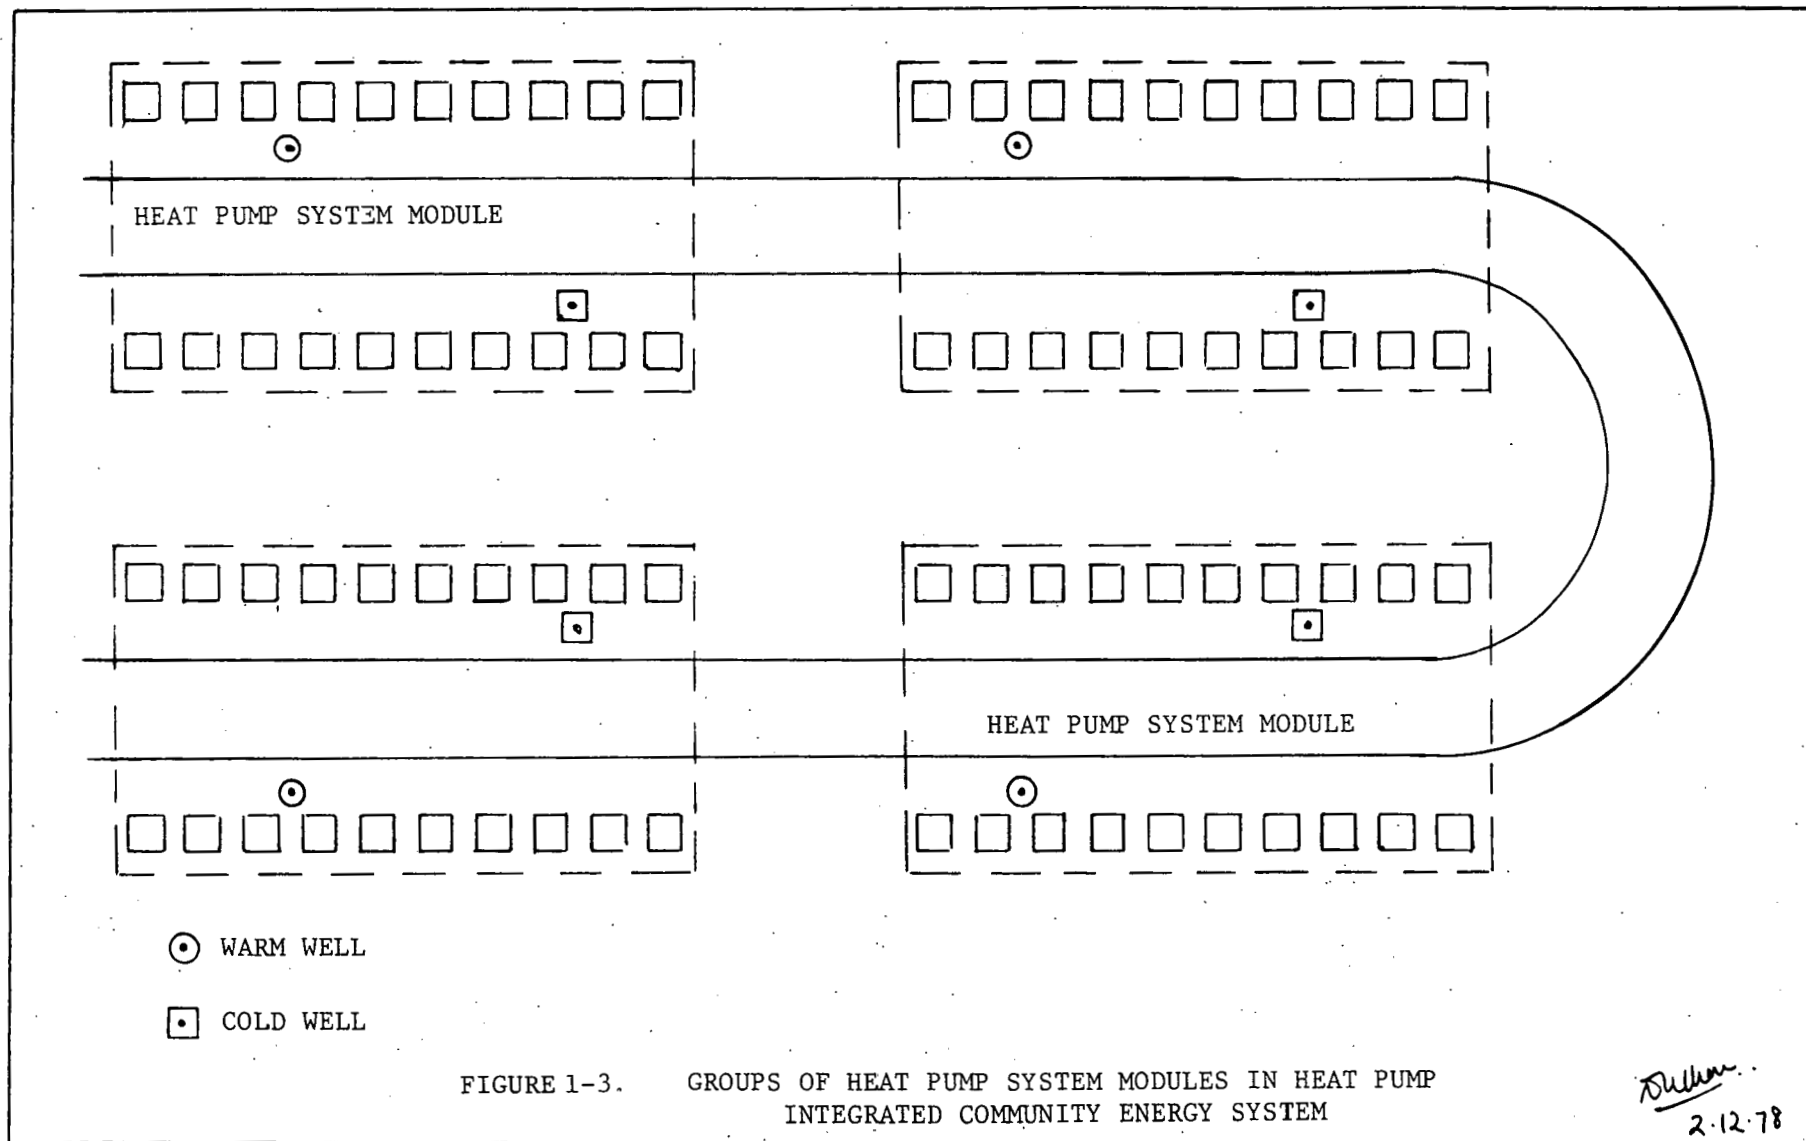 HEAT PUMP SYSTEM MODULE
HEAT PUMP SYSTEM MODULE
WARM WELL
COLD WELL
FIGURE 1-3. GROUPS OF HEAT PUMP SYSTEM MODULES IN HEAT PUMP
INTEGRATED COMMUNITY ENERGY SYSTEM
2.12.78